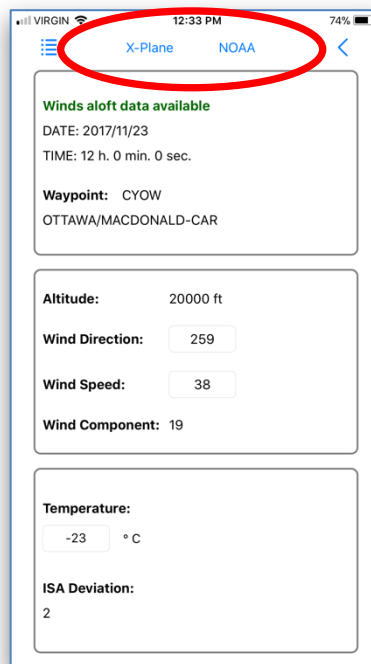 VIRGIN 12:33 PM 74%
X-Plane NOAA
Winds aloft data available
DATE: 2017/11/23
TIME: 12 h. 0 min. 0 sec.
Waypoint: CYOW
OTTAWA/MACDONALD-CAR
Altitude: 20000 ft
Wind Direction: 259
Wind Speed: 38
Wind Component: 19
Temperature:
-23 ° C
ISA Deviation:
2